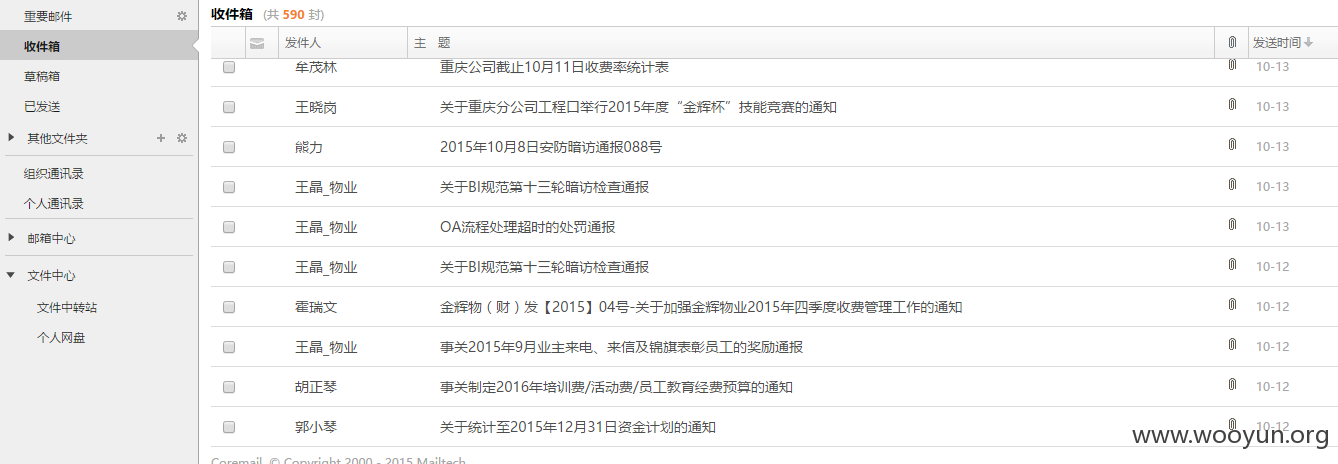 重要邮件
收件箱
草稿箱
已发送
其他文件夹
组织通讯录
个人通讯录
邮箱中心
文件中心
文件中转站
个人网盘
收件箱 (共 590 封)
发件人 主 题 发送时间
牟茂林 重庆公司截止10月11日收费率统计表 10-13
王晓岗 关于重庆分公司工程口举行2015年度“金辉杯”技能竞赛的通知 10-13
熊力 2015年10月8日安防暗访通报088号 10-13
王晶_物业 关于BI规范第十三轮暗访检查通报 10-13
王晶_物业 OA流程处理超时的处罚通报 10-13
王晶_物业 关于BI规范第十三轮暗访检查通报 10-12
霍瑞文 金辉物（财）发【2015】04号-关于加强金辉物业2015年四季度收费管理工作的通知 10-12
王晶_物业 事关2015年9月业主来电、来信及锦旗表彰员工的奖励通报 10-12
胡正琴 事关制定2016年培训费/活动费/员工教育经费预算的通知 10-12
郭小琴 关于统计至2015年12月31日资金计划的通知 10-12
www.wooyun.org
Coremail © Copyright 2000 - 2015 Mailtech